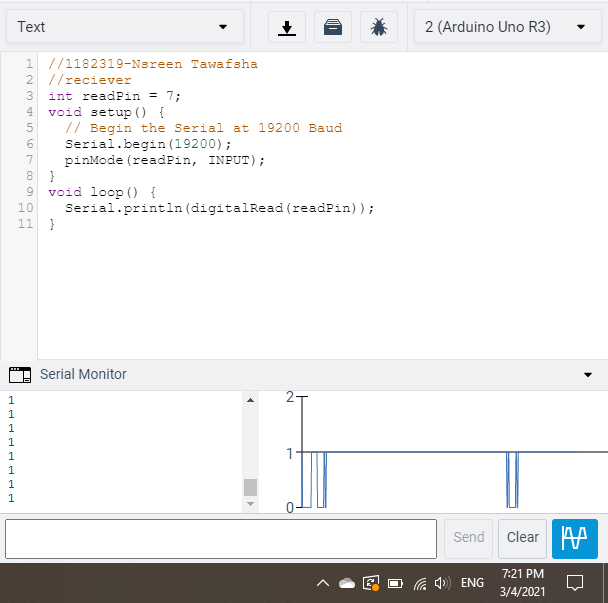 Text
2 (Arduino Uno R3)
1 //1182319-Nsreen Tawafsha
2 //reciever
3 int readPin = 7;
4 void setup() {
5 // Begin the Serial at 19200 Baud
6 Serial.begin(19200);
7 pinMode(readPin, INPUT);
8 }
9 void loop() {
10 Serial.println(digitalRead(readPin));
11 }
Serial Monitor
1
1
1
1
1
1
1
1
2
1
0
Send
Clear
ENG
7:21 PM
3/4/2021